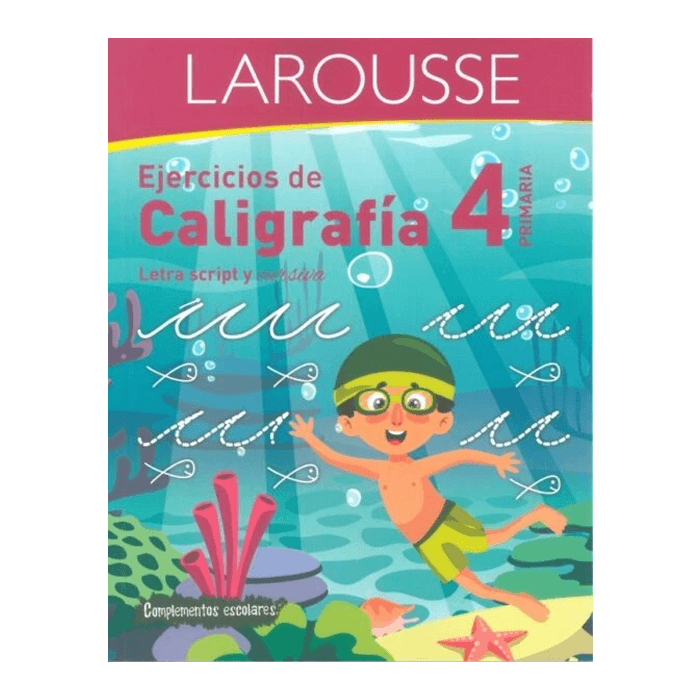 LAROUSSE
Ejercicios de
Caligrafía 4
PRIMARIA
Letra script y cursiva
Complementos escolares